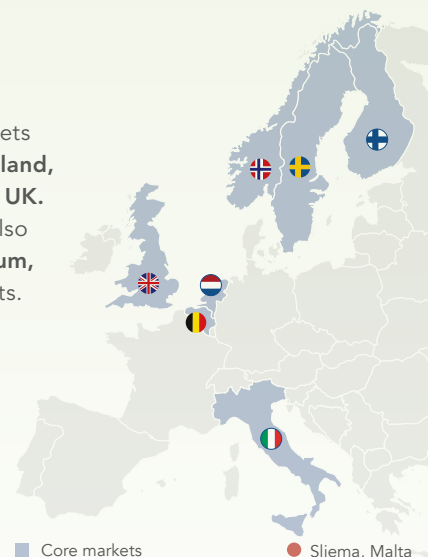 ets
land,
UK.
lso
um,
ts.
Core markets
Sliema, Malta